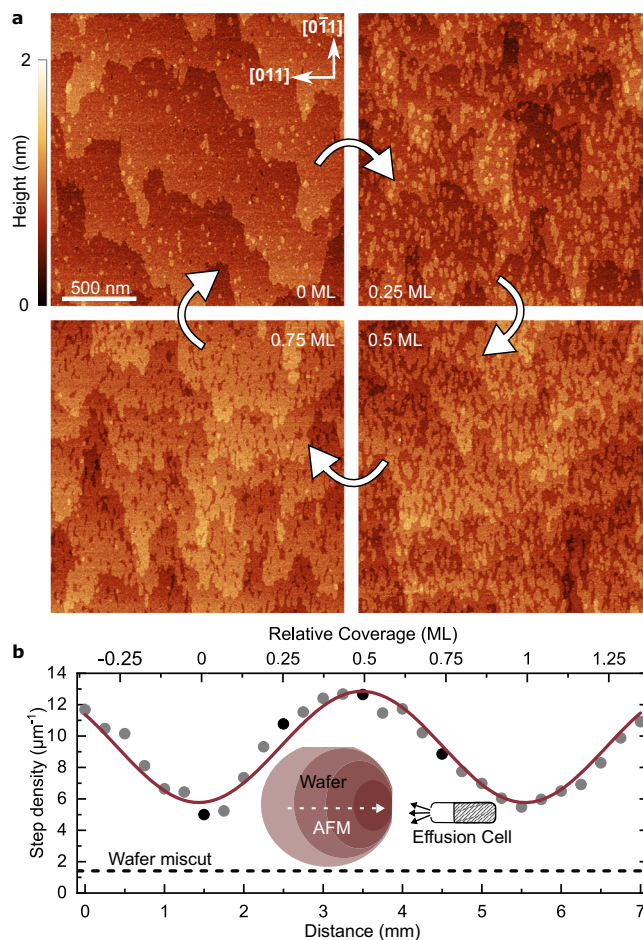 a
2
Height (nm)
0
[01̄1]
[011]
500 nm
0 ML
0.25 ML
0.75 ML
0.5 ML
b
Relative Coverage (ML)
-0.25 0 0.25 0.5 0.75 1 1.25
Step density (µm⁻¹)
14
12
10
8
6
4
2
0
Wafer
AFM
Effusion Cell
Wafer miscut
0 1 2 3 4 5 6 7
Distance (mm)